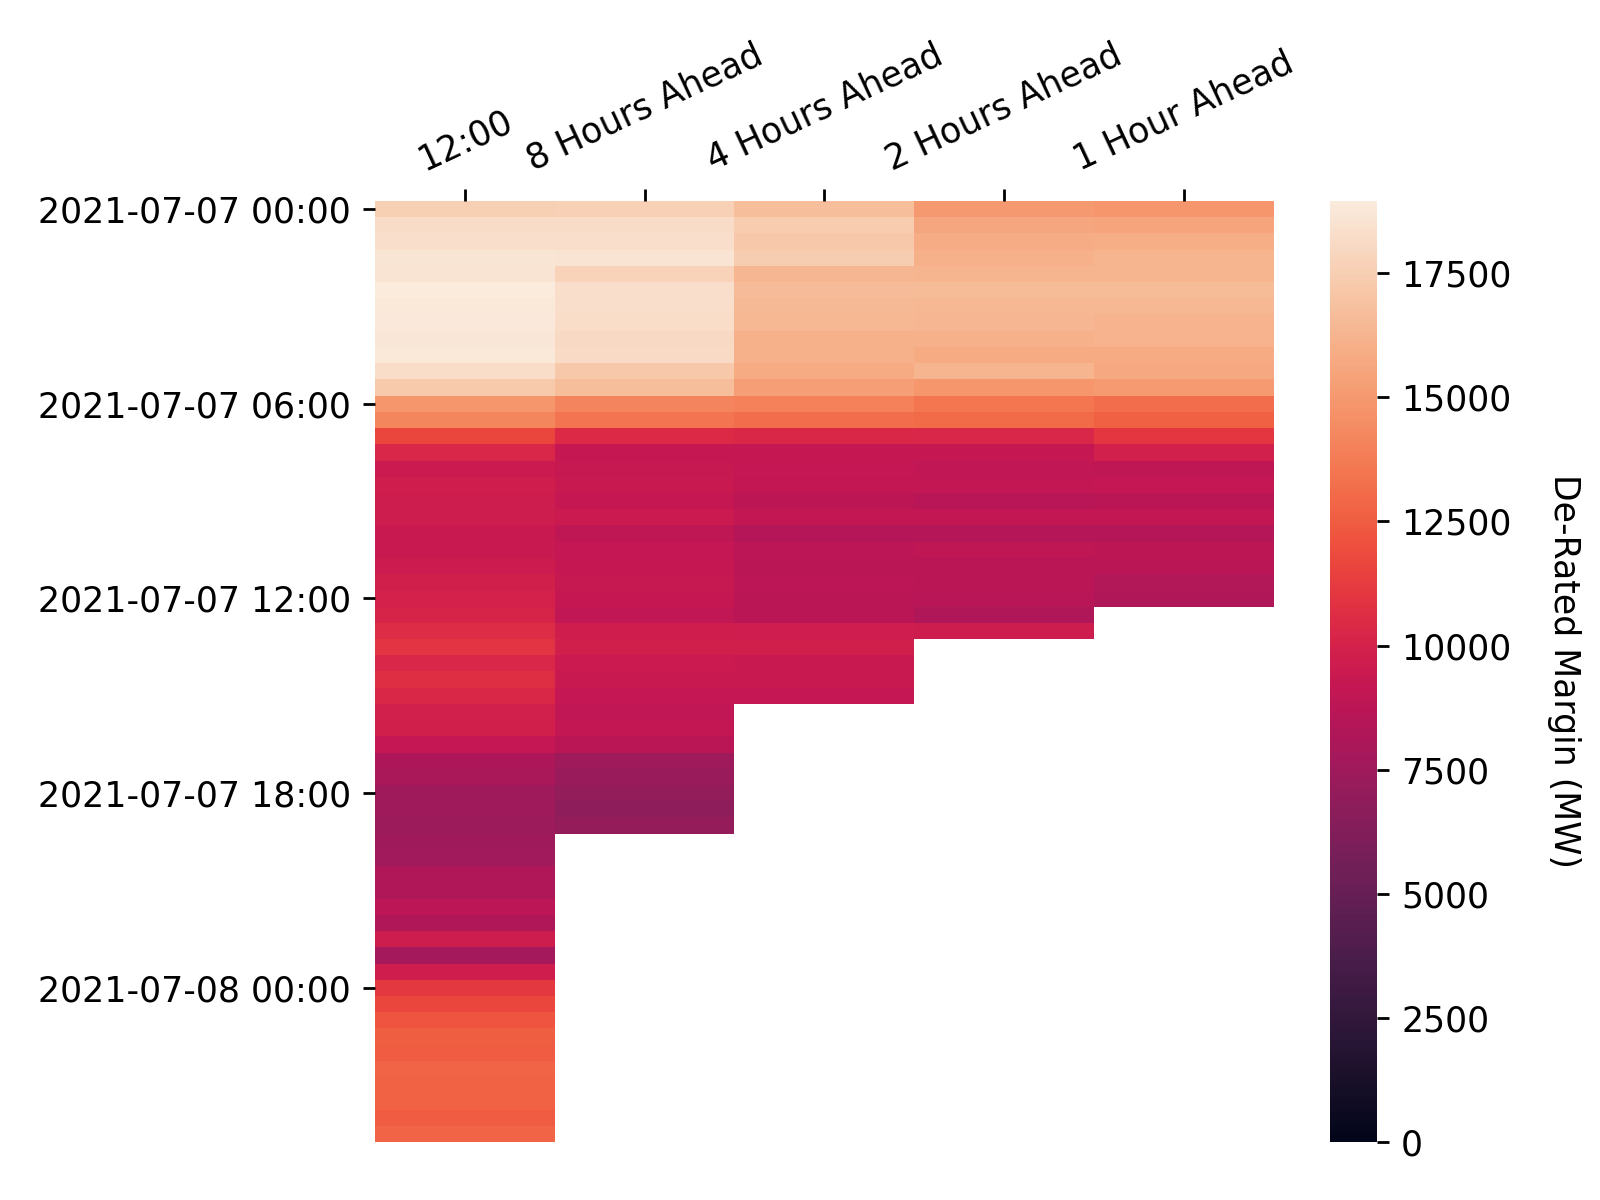 12:00
8 Hours Ahead
4 Hours Ahead
2 Hours Ahead
1 Hour Ahead
2021-07-07 00:00
2021-07-07 06:00
2021-07-07 12:00
2021-07-07 18:00
2021-07-08 00:00
17500
15000
12500
10000
7500
5000
2500
0
De-Rated Margin (MW)